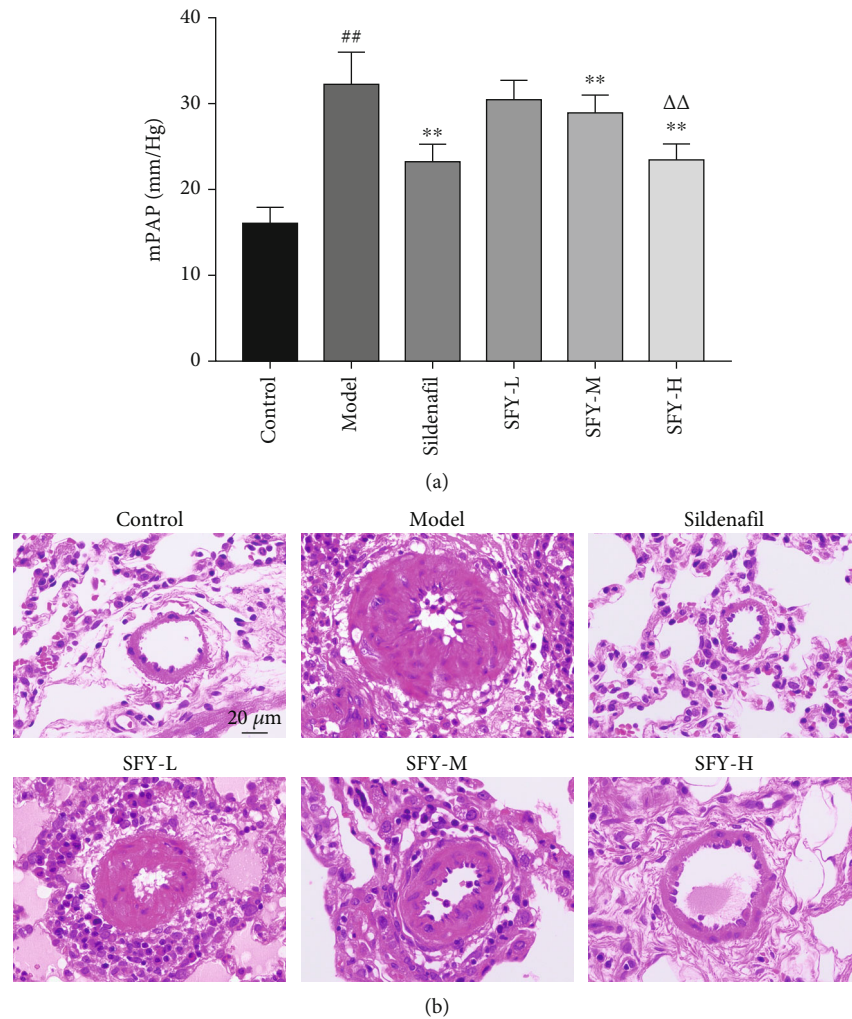 40
30
20
10
0
mPAP (mm/Hg)
##
**
**
ΔΔ
**
Control
Model
Sildenafil
SFY-L
SFY-M
SFY-H
(a)
Control
Model
Sildenafil
20 μm
SFY-L
SFY-M
SFY-H
(b)